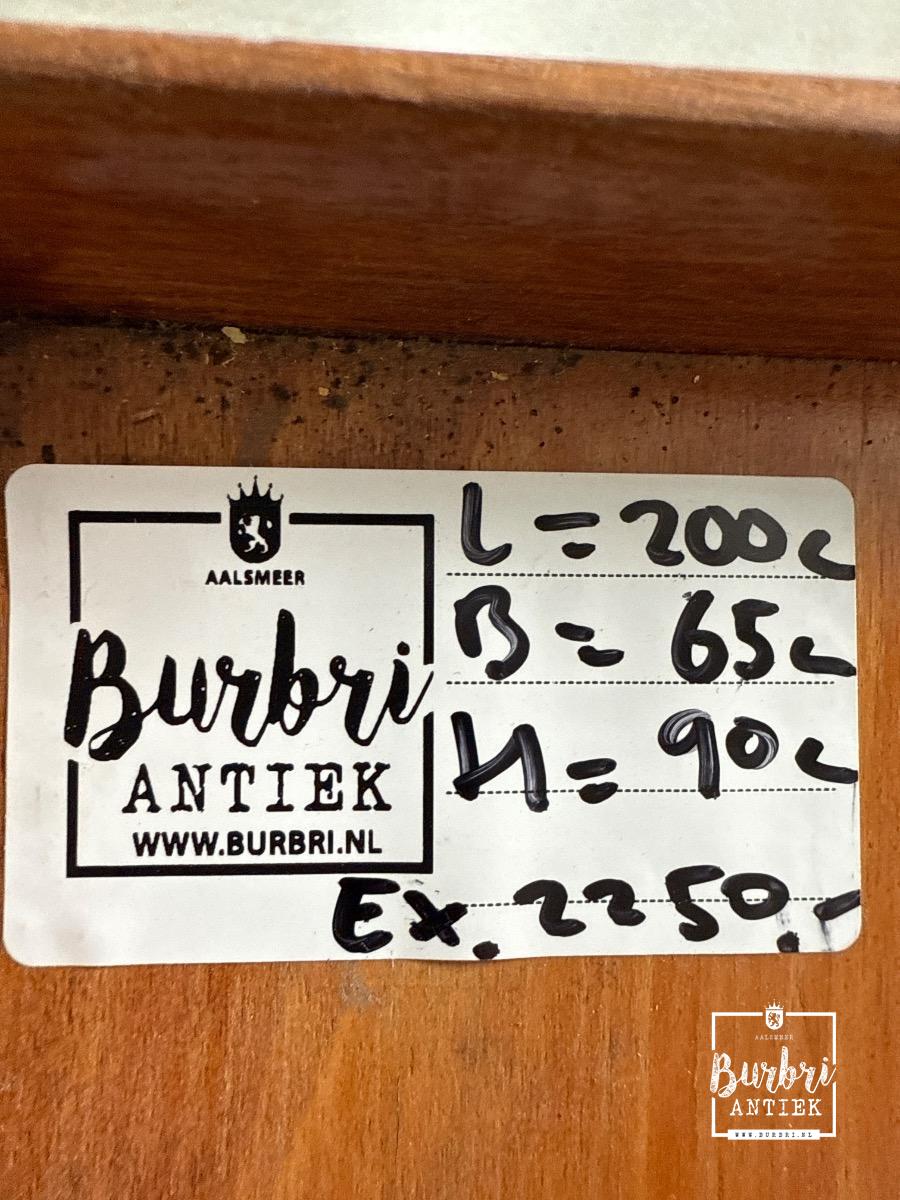 AALSMEER
Burbri
ANTIEK
WWW.BURBRI.NL
L = 200c
B = 65c
H = 90c
Ex. 2250.-
AALSMEER
Burbri
ANTIEK
WWW.BURBRI.NL